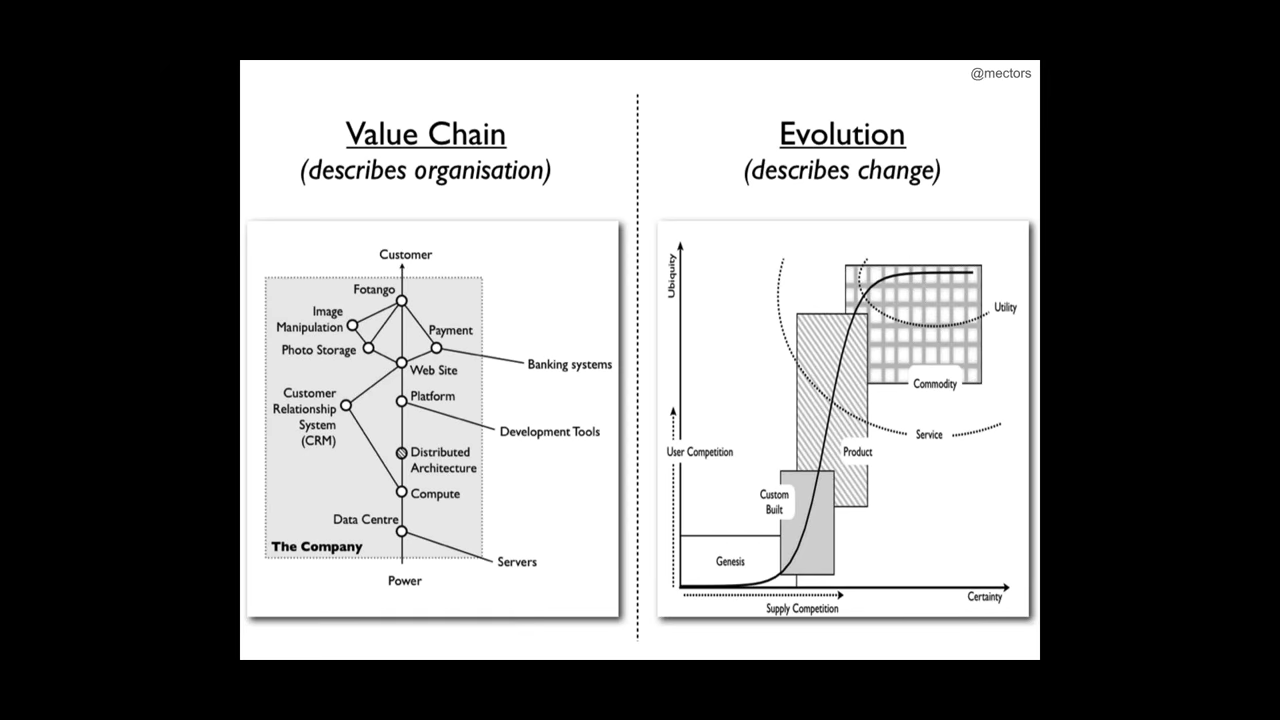 @mectors
Value Chain
(describes organisation)
Customer
Fotango
Image
Manipulation
Payment
Photo Storage
Banking systems
Web Site
Customer
Relationship
System
(CRM)
Platform
Development Tools
Distributed
Architecture
Compute
Data Centre
The Company
Servers
Power
Evolution
(describes change)
Ubiquity
Utility
Commodity
Service
User Competition
Product
Custom
Built
Genesis
Certainty
Supply Competition